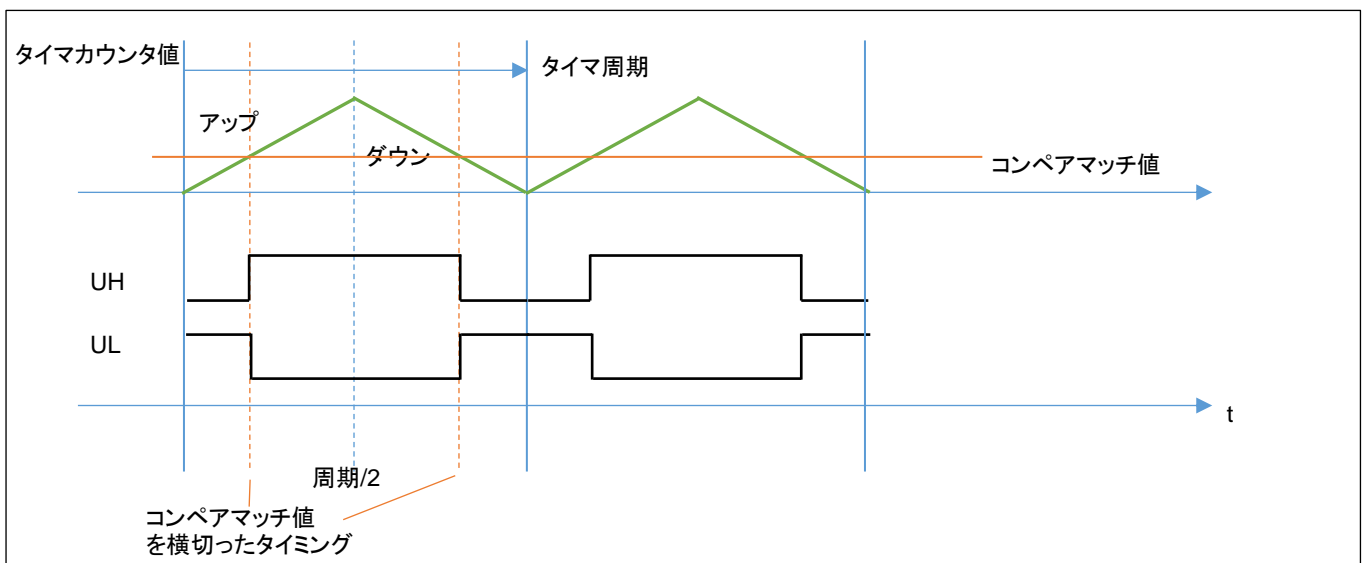 タイマカウンタ値
タイマ周期
アップ
ダウン
コンペアマッチ値
UH
UL
t
周期/2
コンペアマッチ値
を横切ったタイミング